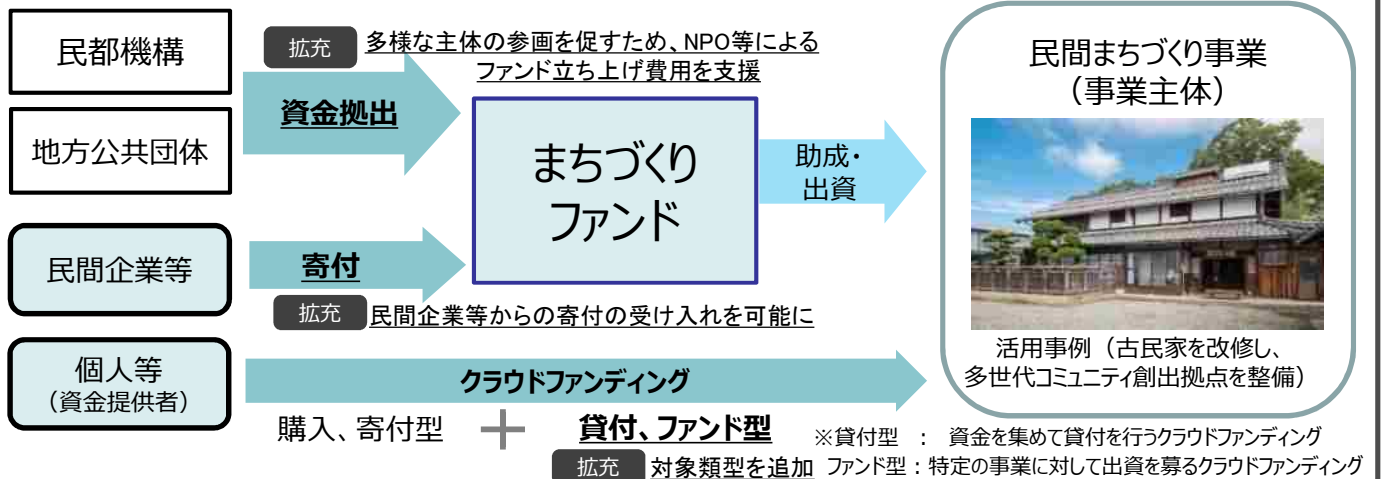 民都機構
地方公共団体
民間企業等
個人等
（資金提供者）
拡充 多様な主体の参画を促すため、NPO等による
ファンド立ち上げ費用を支援
資金拠出
寄付
拡充 民間企業等からの寄付の受け入れを可能に
まちづくり
ファンド
助成・
出資
民間まちづくり事業
（事業主体）
活用事例（古民家を改修し、
多世代コミュニティ創出拠点を整備）
クラウドファンディング
購入、寄付型 ＋ 貸付、ファンド型
拡充 対象類型を追加
※貸付型 ： 資金を集めて貸付を行うクラウドファンディング
ファンド型：特定の事業に対して出資を募るクラウドファンディング